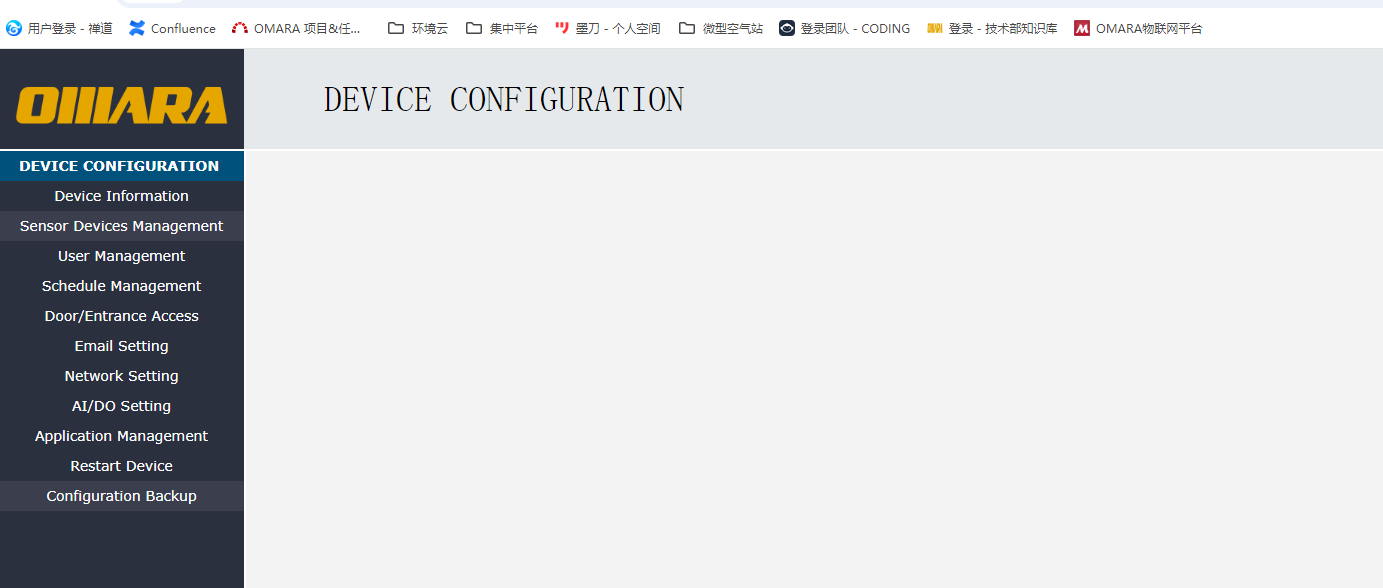 用户登录 - 禅道 Confluence OMARA 项目&任... 环境云 集中平台 墨刀 - 个人空间 微型空气站 登录团队 - CODING 登录 - 技术部知识库 OMARA物联网平台
OMARA
DEVICE CONFIGURATION
DEVICE CONFIGURATION
Device Information
Sensor Devices Management
User Management
Schedule Management
Door/Entrance Access
Email Setting
Network Setting
AI/DO Setting
Application Management
Restart Device
Configuration Backup